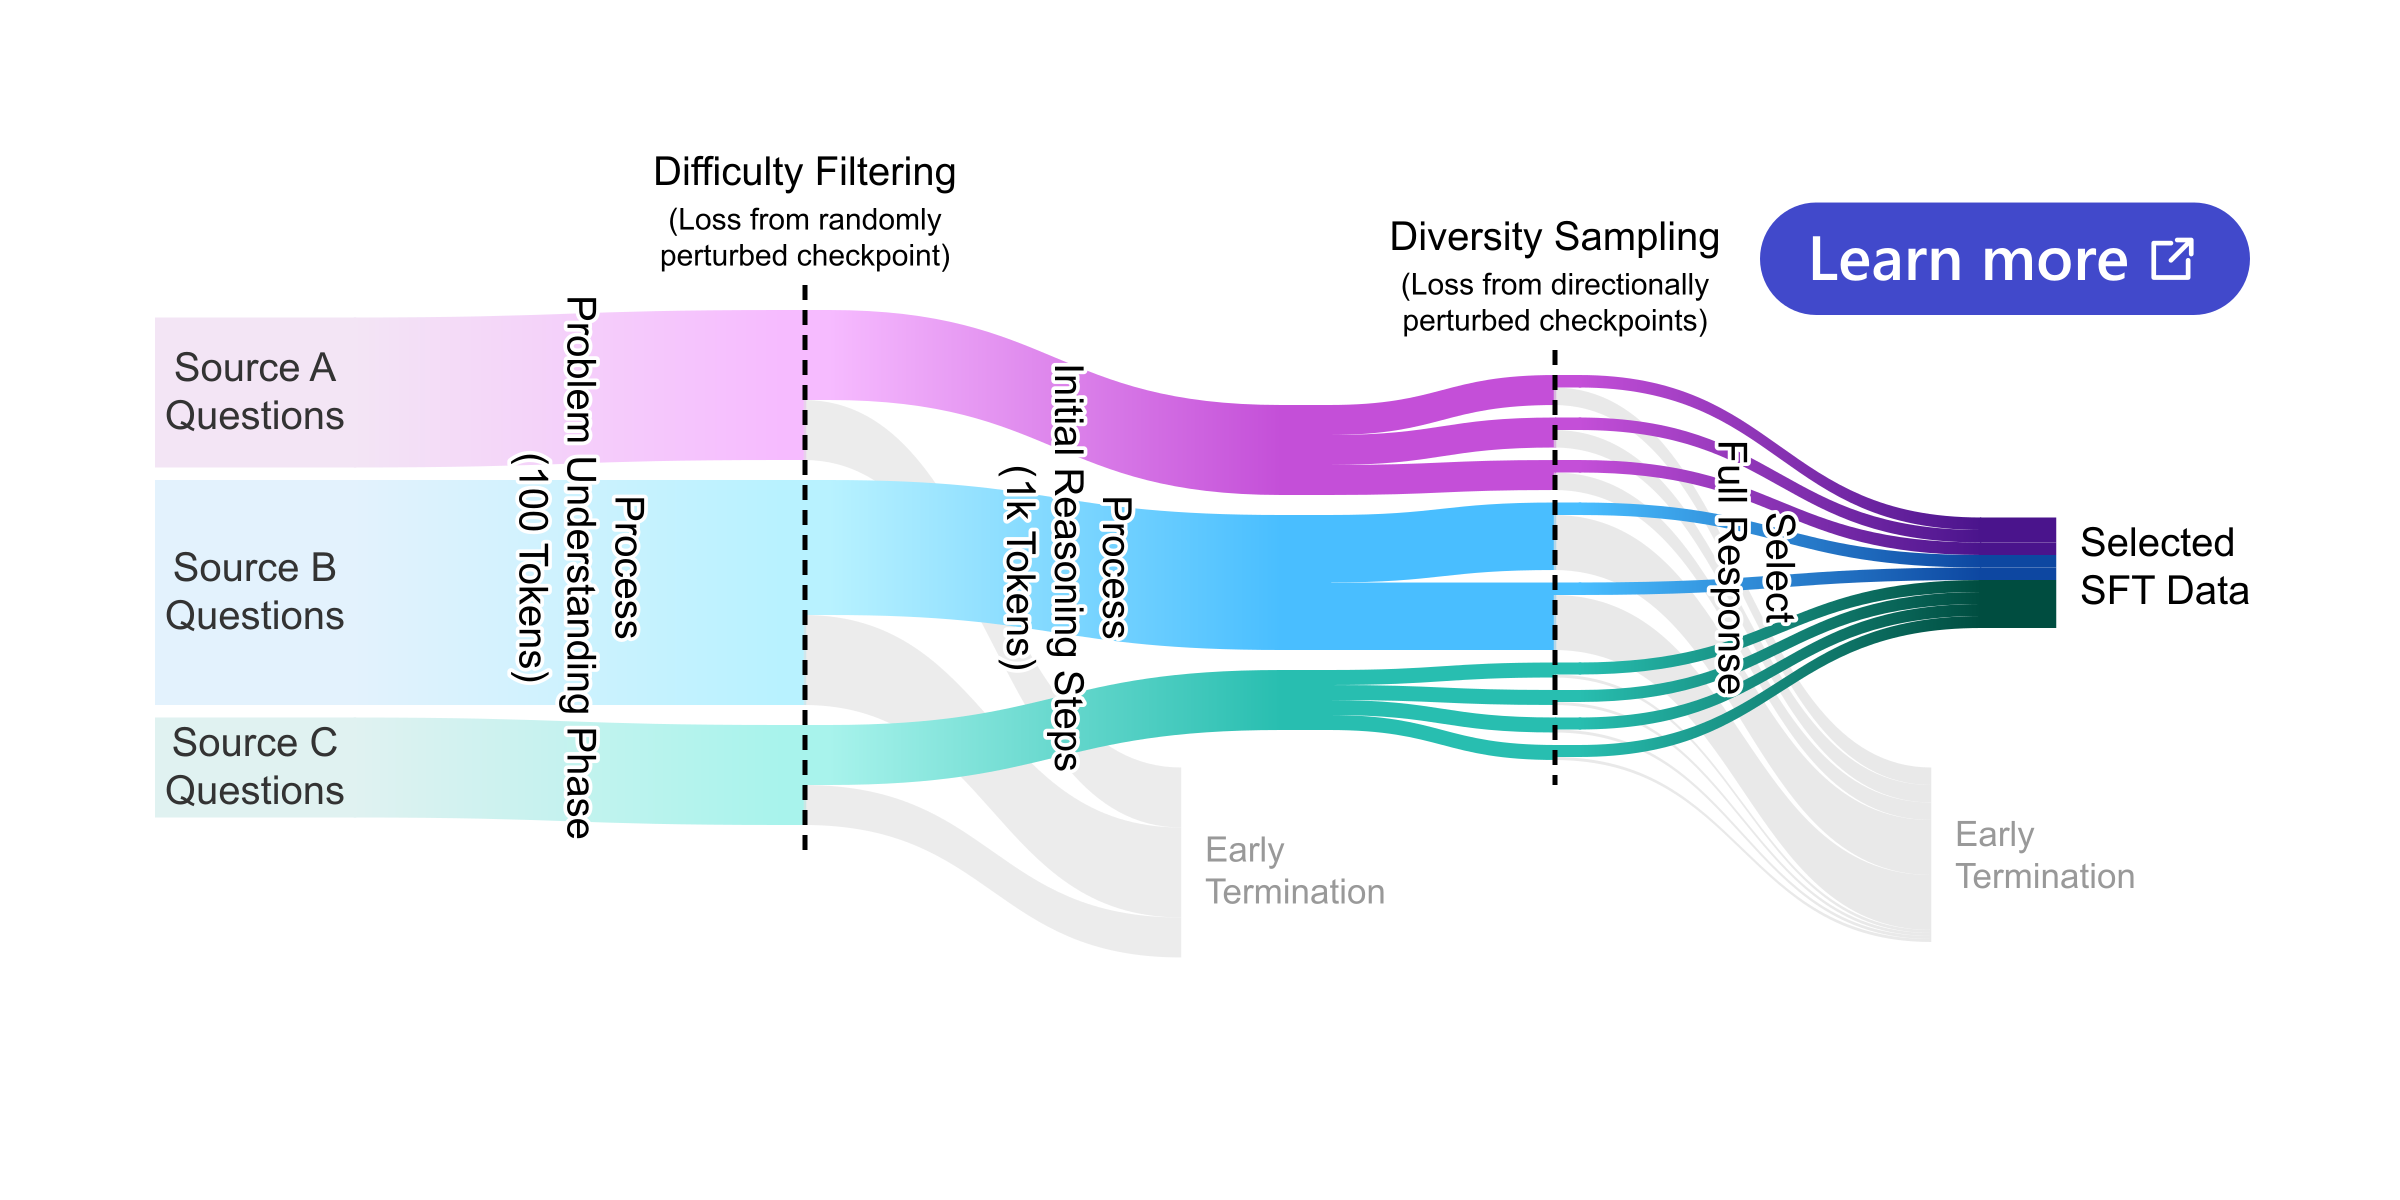 Difficulty Filtering
(Loss from randomly
perturbed checkpoint)
Diversity Sampling
(Loss from directionally
perturbed checkpoints)
Learn more
Source A
Questions
Source B
Questions
Source C
Questions
Process
Problem Understanding Phase
(100 Tokens)
Process
Initial Reasoning Steps
(1k Tokens)
Select
Full Response
Selected
SFT Data
Early
Termination
Early
Termination